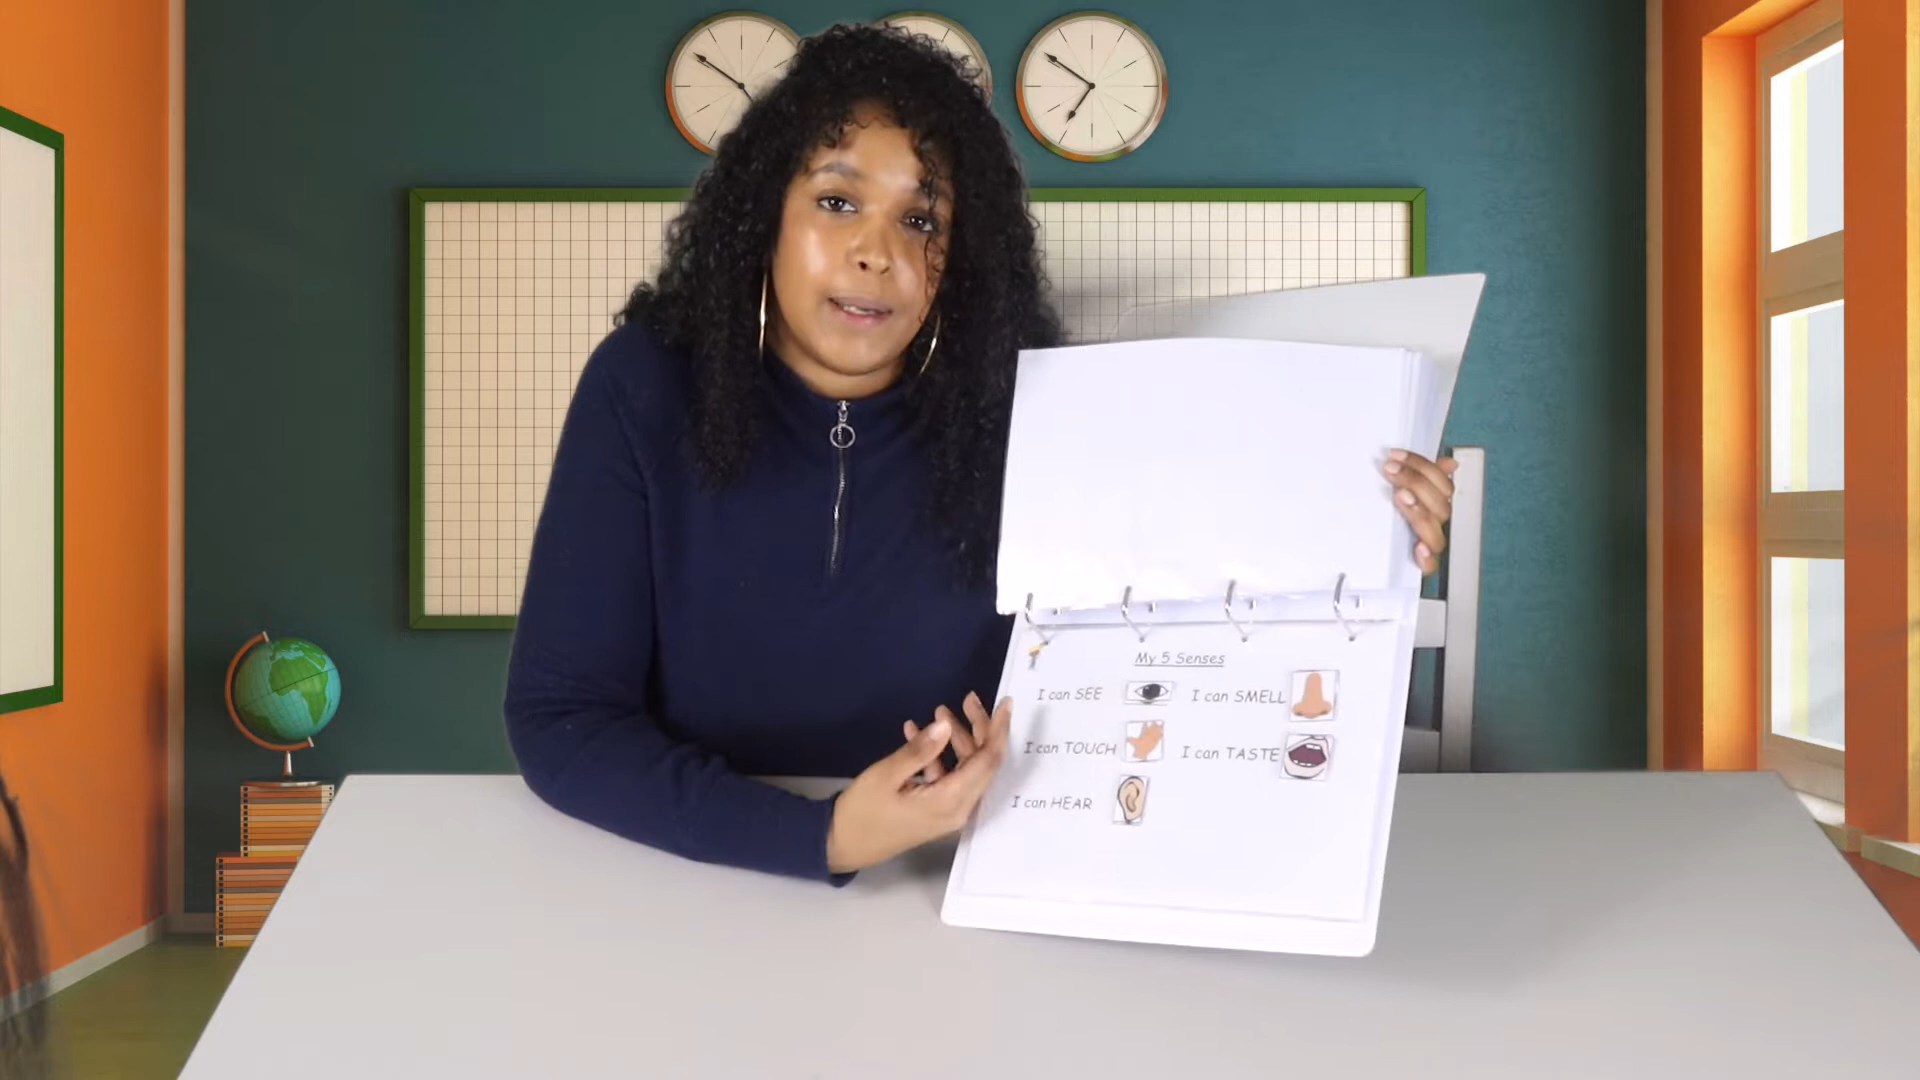 My 5 Senses
I can SEE I can SMELL
I can TOUCH I can TASTE
I can HEAR